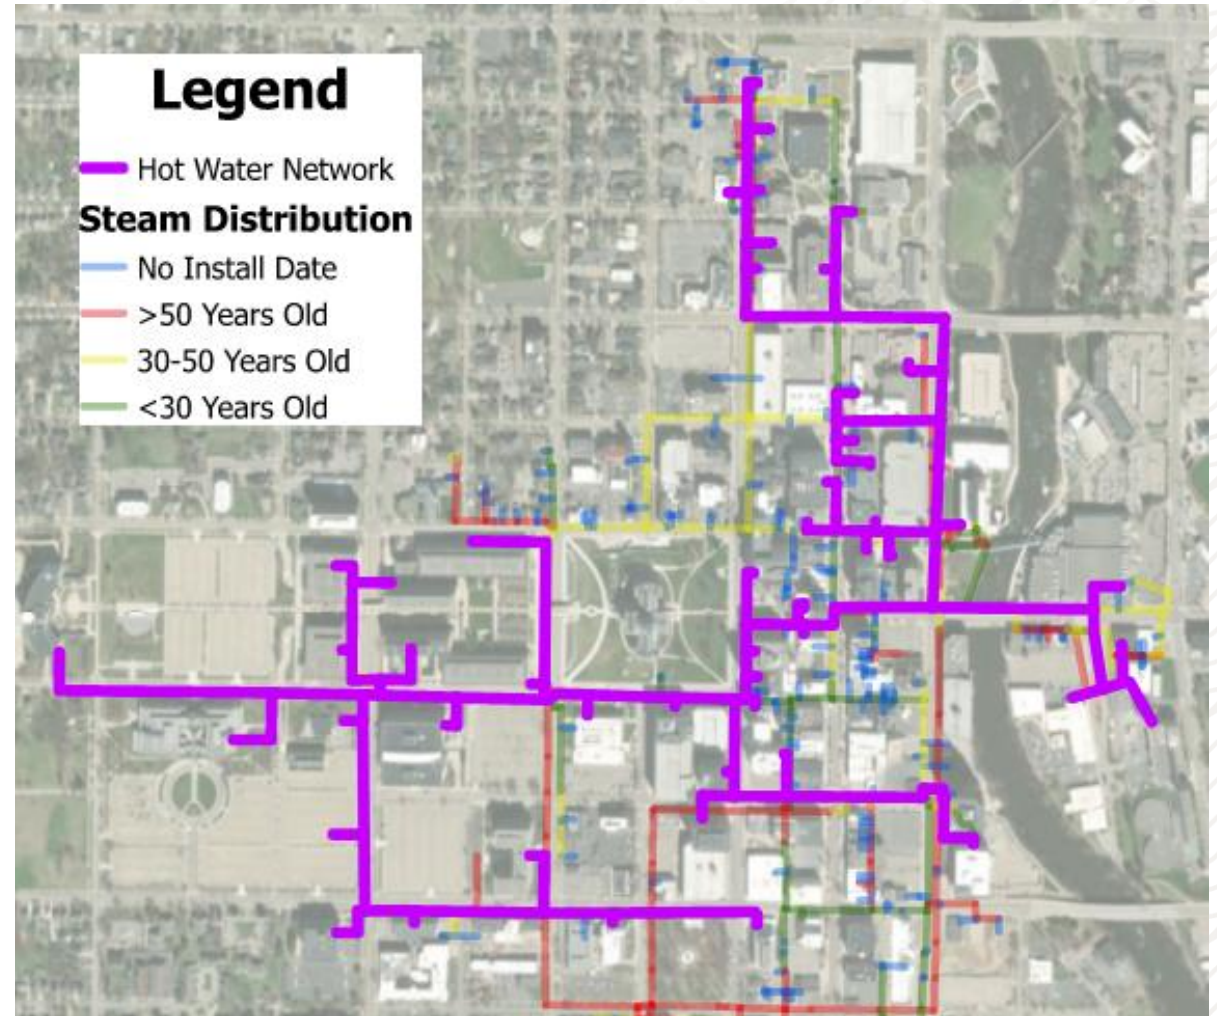 Legend
Hot Water Network
Steam Distribution
No Install Date
>50 Years Old
30-50 Years Old
<30 Years Old